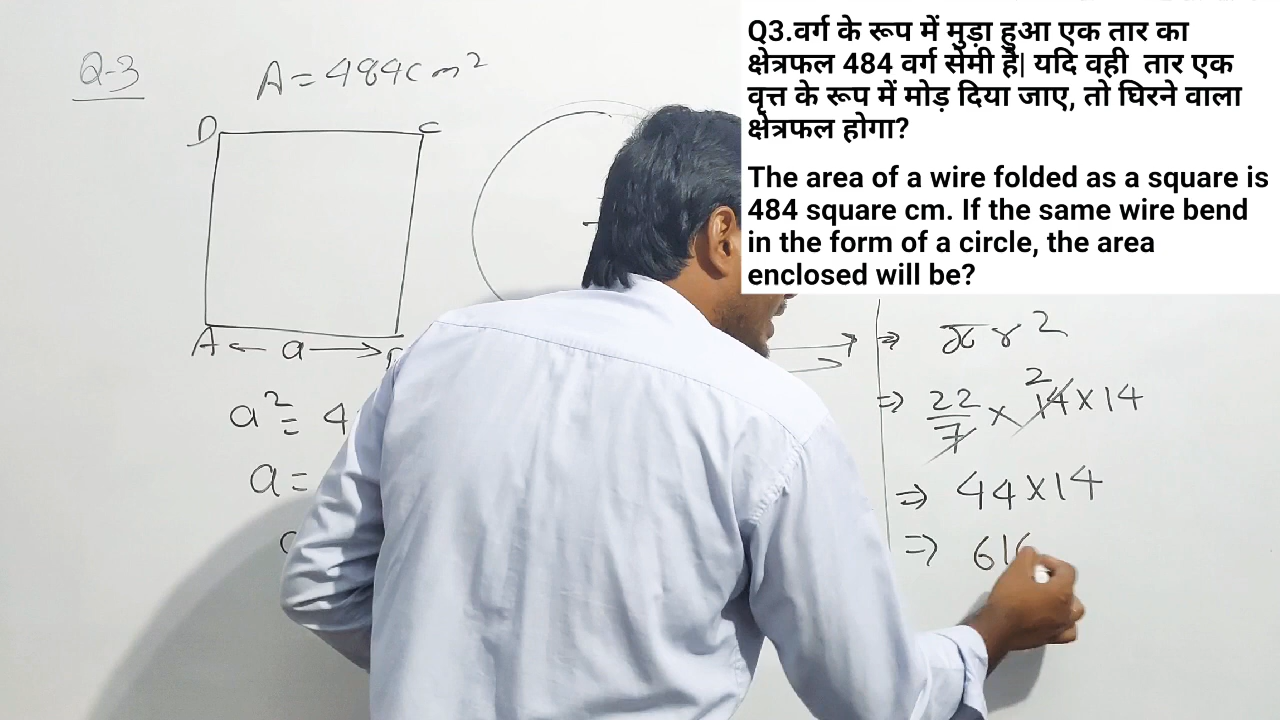 Q-3
A = 484cm²
D C
A ← a →
a² = 4
a =
Q3.वर्ग के रूप में मुड़ा हुआ एक तार का
क्षेत्रफल 484 वर्ग सेमी है| यदि वही तार एक
वृत्त के रूप में मोड़ दिया जाए, तो घिरने वाला
क्षेत्रफल होगा?
The area of a wire folded as a square is
484 square cm. If the same wire bend
in the form of a circle, the area
enclosed will be?
⇒ πr²
⇒ 22/7 × 14 × 14
2
⇒ 44×14
⇒ 616